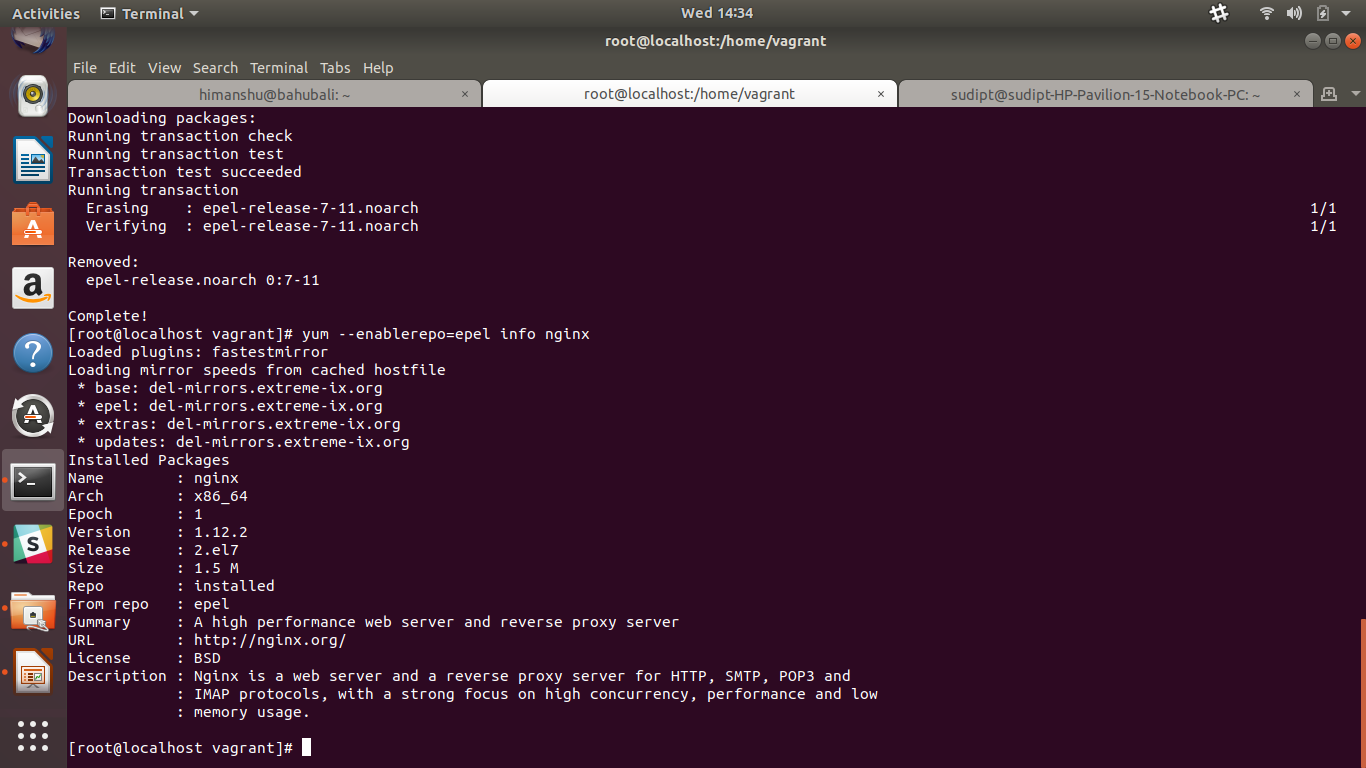 Activities Terminal Wed 14:34
root@localhost:/home/vagrant
File Edit View Search Terminal Tabs Help
himanshu@bahubali: ~ × root@localhost:/home/vagrant × sudipt@sudipt-HP-Pavilion-15-Notebook-PC: ~ ×
Downloading packages:
Running transaction check
Running transaction test
Transaction test succeeded
Running transaction
  Erasing    : epel-release-7-11.noarch 1/1
  Verifying  : epel-release-7-11.noarch 1/1
Removed:
  epel-release.noarch 0:7-11
Complete!
[root@localhost vagrant]# yum --enablerepo=epel info nginx
Loaded plugins: fastestmirror
Loading mirror speeds from cached hostfile
 * base: del-mirrors.extreme-ix.org
 * epel: del-mirrors.extreme-ix.org
 * extras: del-mirrors.extreme-ix.org
 * updates: del-mirrors.extreme-ix.org
Installed Packages
Name        : nginx
Arch        : x86_64
Epoch       : 1
Version     : 1.12.2
Release     : 2.el7
Size        : 1.5 M
Repo        : installed
From repo   : epel
Summary     : A high performance web server and reverse proxy server
URL         : http://nginx.org/
License     : BSD
Description : Nginx is a web server and a reverse proxy server for HTTP, SMTP, POP3 and
            : IMAP protocols, with a strong focus on high concurrency, performance and low
            : memory usage.
[root@localhost vagrant]#